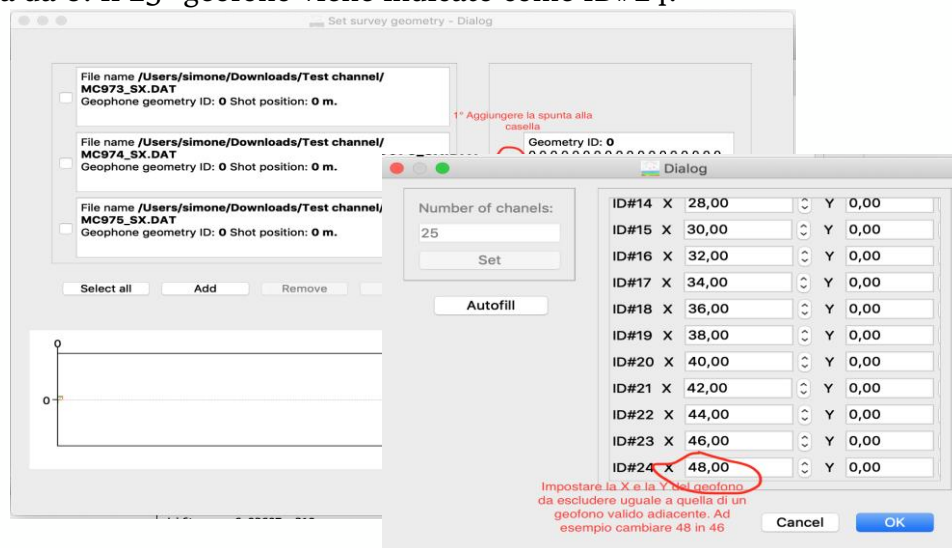 Set survey geometry - Dialog
File name /Users/simone/Downloads/Test channel/
MC973_SX.DAT
Geophone geometry ID: 0 Shot position: 0 m.
File name /Users/simone/Downloads/Test channel/
MC974_SX.DAT
Geophone geometry ID: 0 Shot position: 0 m.
File name /Users/simone/Downloads/Test channel/
MC975_SX.DAT
Geophone geometry ID: 0 Shot position: 0 m.
1° Aggiungere la spunta alla
casella
Geometry ID: 0
Select all Add Remove
0
0
Dialog
Number of chanels:
25
Set
Autofill
ID#14 X 28,00 Y 0,00
ID#15 X 30,00 Y 0,00
ID#16 X 32,00 Y 0,00
ID#17 X 34,00 Y 0,00
ID#18 X 36,00 Y 0,00
ID#19 X 38,00 Y 0,00
ID#20 X 40,00 Y 0,00
ID#21 X 42,00 Y 0,00
ID#22 X 44,00 Y 0,00
ID#23 X 46,00 Y 0,00
ID#24 X 48,00 Y 0,00
Impostare la X e la Y del geofono
da escludere uguale a quella di un
geofono valido adiacente. Ad
esempio cambiare 48 in 46
Cancel OK